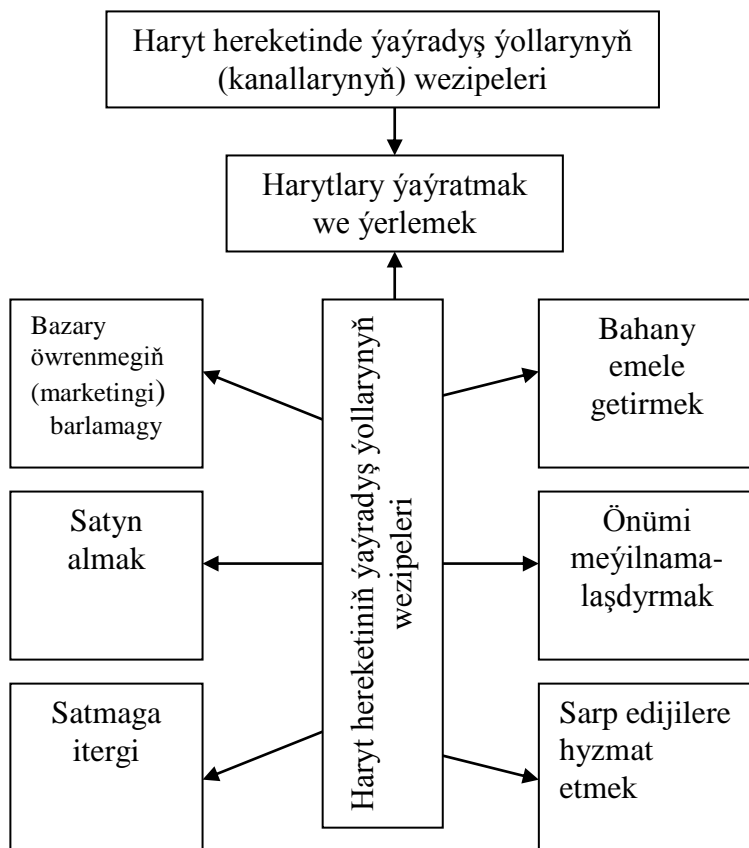 Haryt hereketinde ýaýradyş ýollarynyň
(kanallarynyň) wezipeleri
Harytlary ýaýratmak
we ýerlemek
Bazary
öwrenmegiň
(marketingi)
barlamagy
Satyn
almak
Satmaga
itergi
Haryt hereketiniň ýaýradyş ýollarynyň
wezipeleri
Bahany
emele
getirmek
Önümi
meýilnama-
laşdyrmak
Sarp edijilere
hyzmat
etmek